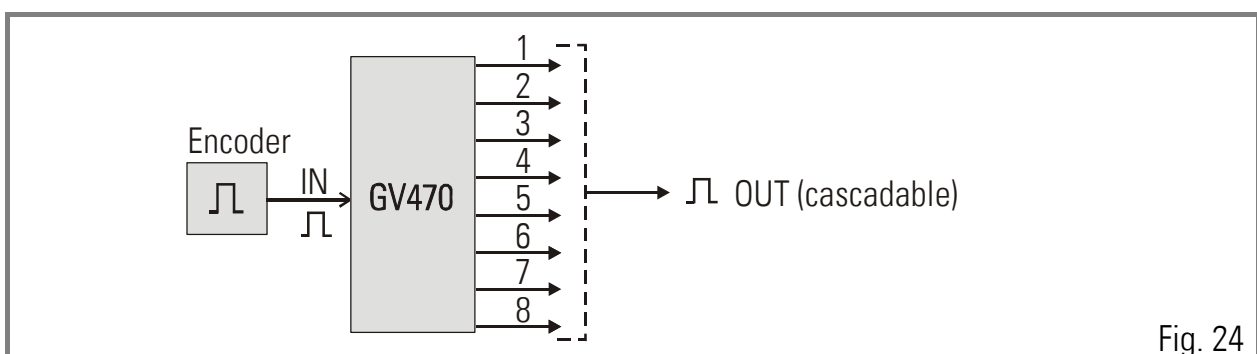 Encoder
IN
GV470
1
2
3
4
5
6
7
8
OUT (cascadable)
Fig. 24